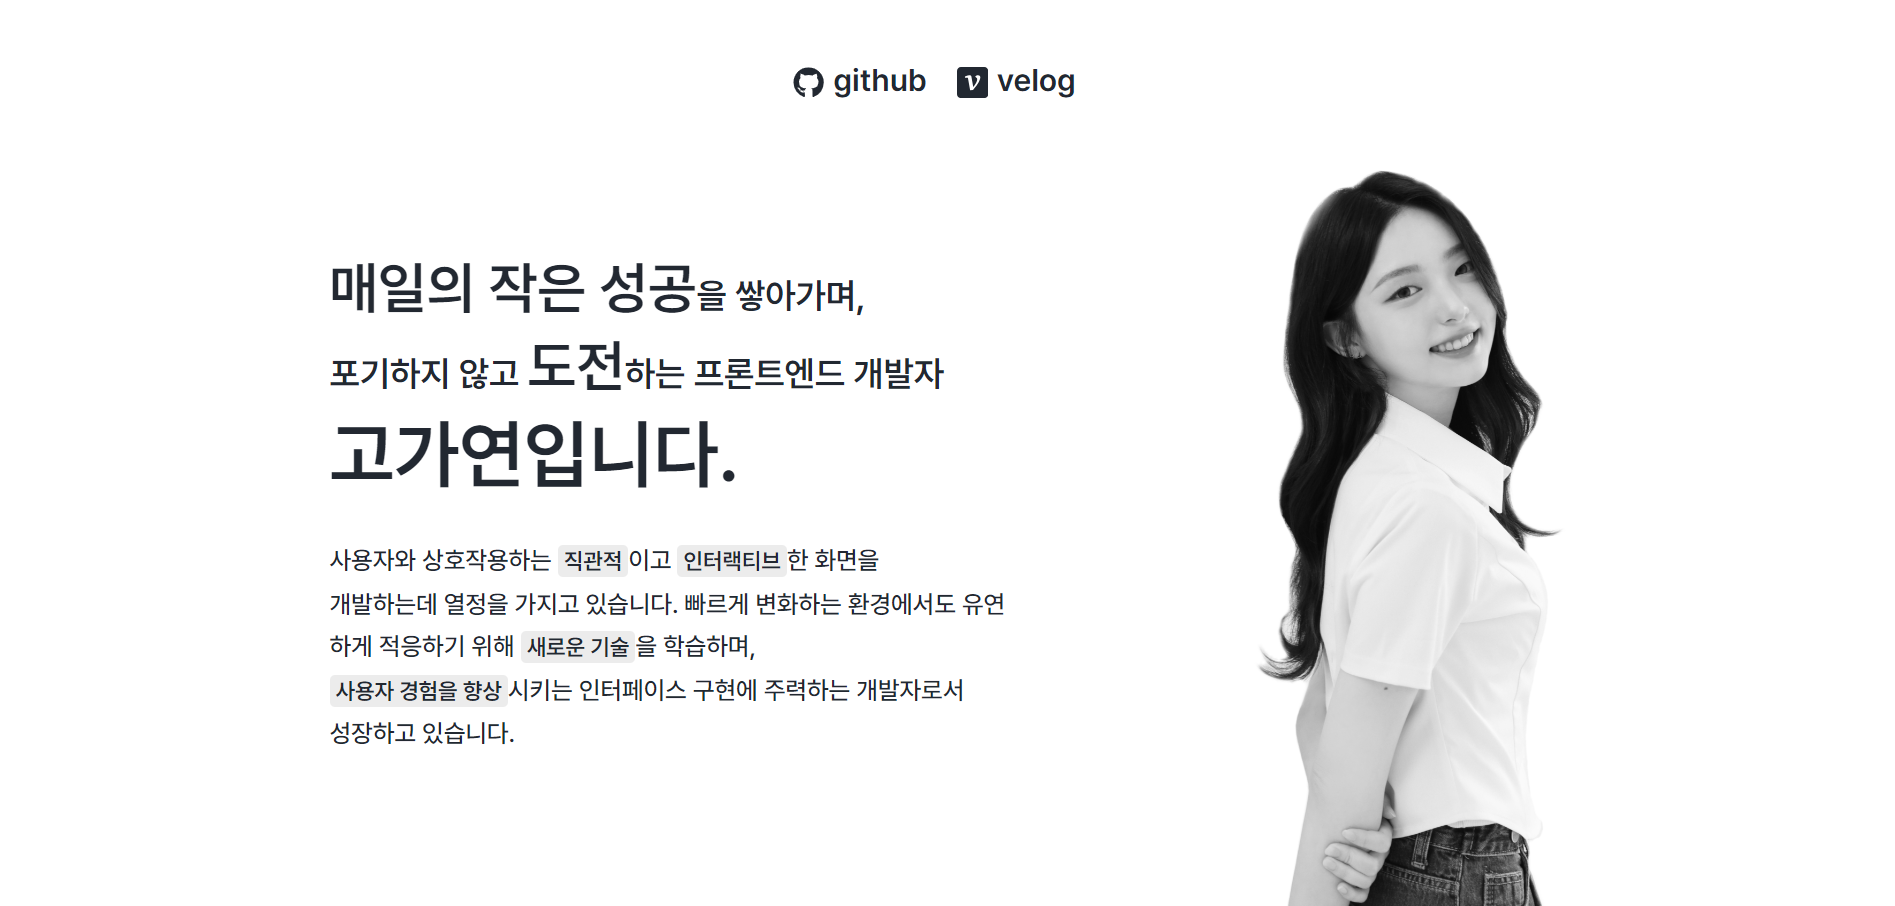 github velog
매일의 작은 성공을 쌓아가며,
포기하지 않고 도전하는 프론트엔드 개발자
고가연입니다.
사용자와 상호작용하는 직관적이고 인터랙티브한 화면을
개발하는데 열정을 가지고 있습니다. 빠르게 변화하는 환경에서도 유연
하게 적응하기 위해 새로운 기술을 학습하며,
사용자 경험을 향상시키는 인터페이스 구현에 주력하는 개발자로서
성장하고 있습니다.